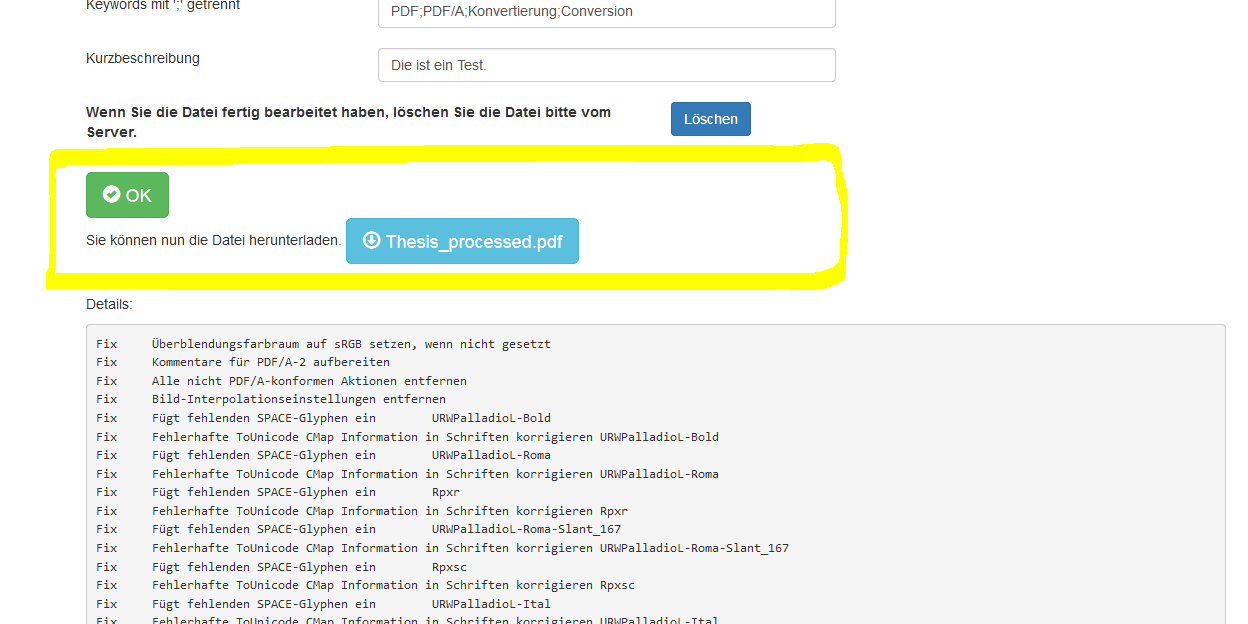 Keywords mit ';' getrennt
PDF;PDF/A;Konvertierung;Conversion
Kurzbeschreibung
Die ist ein Test.
Wenn Sie die Datei fertig bearbeitet haben, löschen Sie die Datei bitte vom
Server.
Löschen
OK
Sie können nun die Datei herunterladen. Thesis_processed.pdf
Details:
Fix Überblendungsfarbraum auf sRGB setzen, wenn nicht gesetzt
Fix Kommentare für PDF/A-2 aufbereiten
Fix Alle nicht PDF/A-konformen Aktionen entfernen
Fix Bild-Interpolationseinstellungen entfernen
Fix Fügt fehlenden SPACE-Glyphen ein URWPalladioL-Bold
Fix Fehlerhafte ToUnicode CMap Information in Schriften korrigieren URWPalladioL-Bold
Fix Fügt fehlenden SPACE-Glyphen ein URWPalladioL-Roma
Fix Fehlerhafte ToUnicode CMap Information in Schriften korrigieren URWPalladioL-Roma
Fix Fügt fehlenden SPACE-Glyphen ein Rpxr
Fix Fehlerhafte ToUnicode CMap Information in Schriften korrigieren Rpxr
Fix Fügt fehlenden SPACE-Glyphen ein URWPalladioL-Roma-Slant_167
Fix Fehlerhafte ToUnicode CMap Information in Schriften korrigieren URWPalladioL-Roma-Slant_167
Fix Fügt fehlenden SPACE-Glyphen ein Rpxsc
Fix Fehlerhafte ToUnicode CMap Information in Schriften korrigieren Rpxsc
Fix Fügt fehlenden SPACE-Glyphen ein URWPalladioL-Ital
Fix Fehlerhafte ToUnicode CMap Information in Schriften korrigieren URWPalladioL-Ital